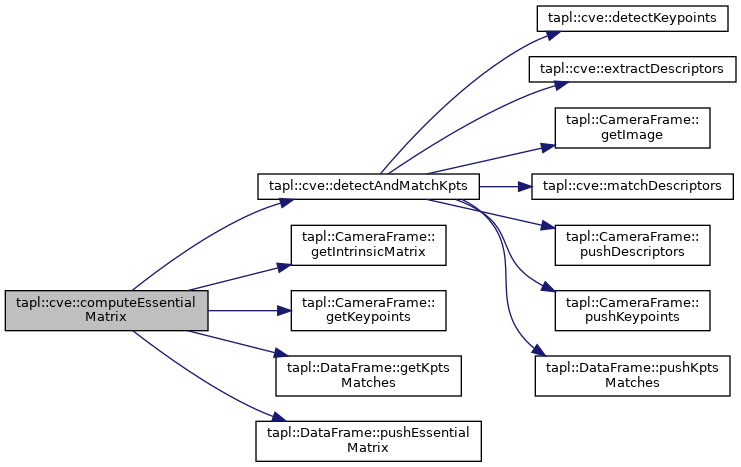 tapl::cve::computeEssential
Matrix
tapl::cve::detectAndMatchKpts
tapl::CameraFrame::
getIntrinsicMatrix
tapl::CameraFrame::
getKeypoints
tapl::DataFrame::getKpts
Matches
tapl::DataFrame::pushEssential
Matrix
tapl::cve::detectKeypoints
tapl::cve::extractDescriptors
tapl::CameraFrame::
getImage
tapl::cve::matchDescriptors
tapl::CameraFrame::
pushDescriptors
tapl::CameraFrame::
pushKeypoints
tapl::DataFrame::pushKpts
Matches